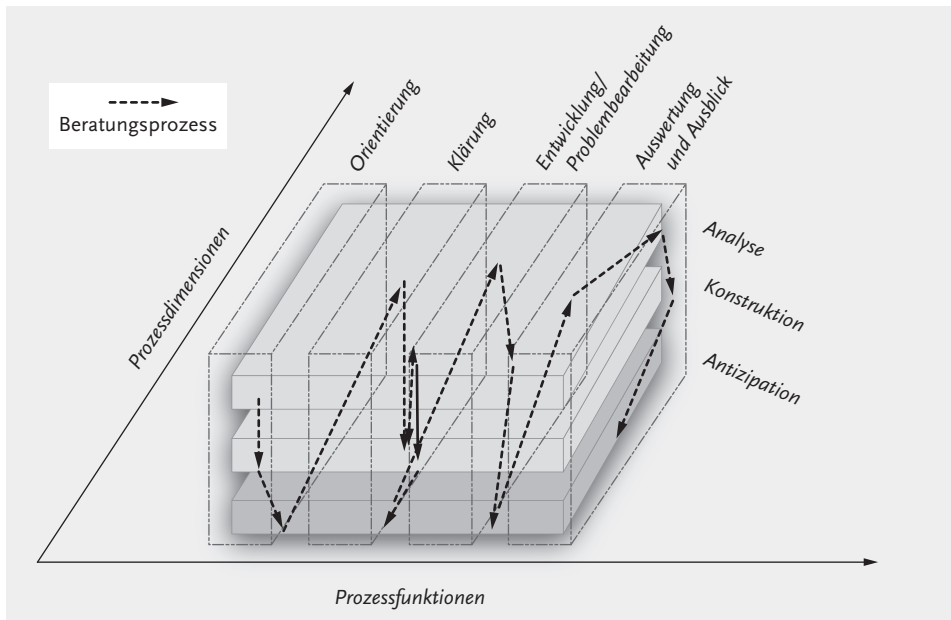 Beratungsprozess
Prozessdimensionen
Orientierung
Klärung
Entwicklung/
Problembearbeitung
Auswertung
und Ausblick
Analyse
Konstruktion
Antizipation
Prozessfunktionen